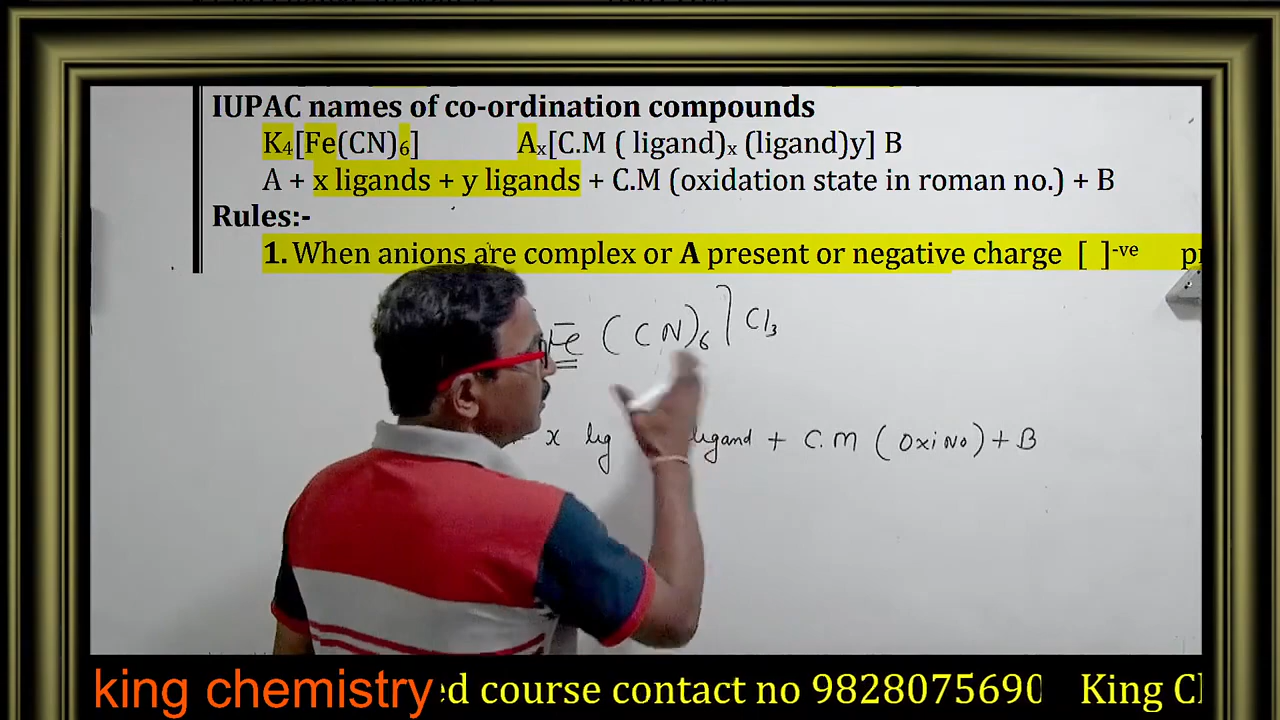 IUPAC names of co-ordination compounds
K₄[Fe(CN)₆] Aₓ[C.M ( ligand)ₓ (ligand)y] B
A + x ligands + y ligands + C.M (oxidation state in roman no.) + B
Rules:-
1. When anions are complex or A present or negative charge [ ]⁻ᵛᵉ
Fe (CN)₆] Cl₃
x lig ligand + C.M (Oxi No) + B
king chemistry
ed course contact no 9828075690 King